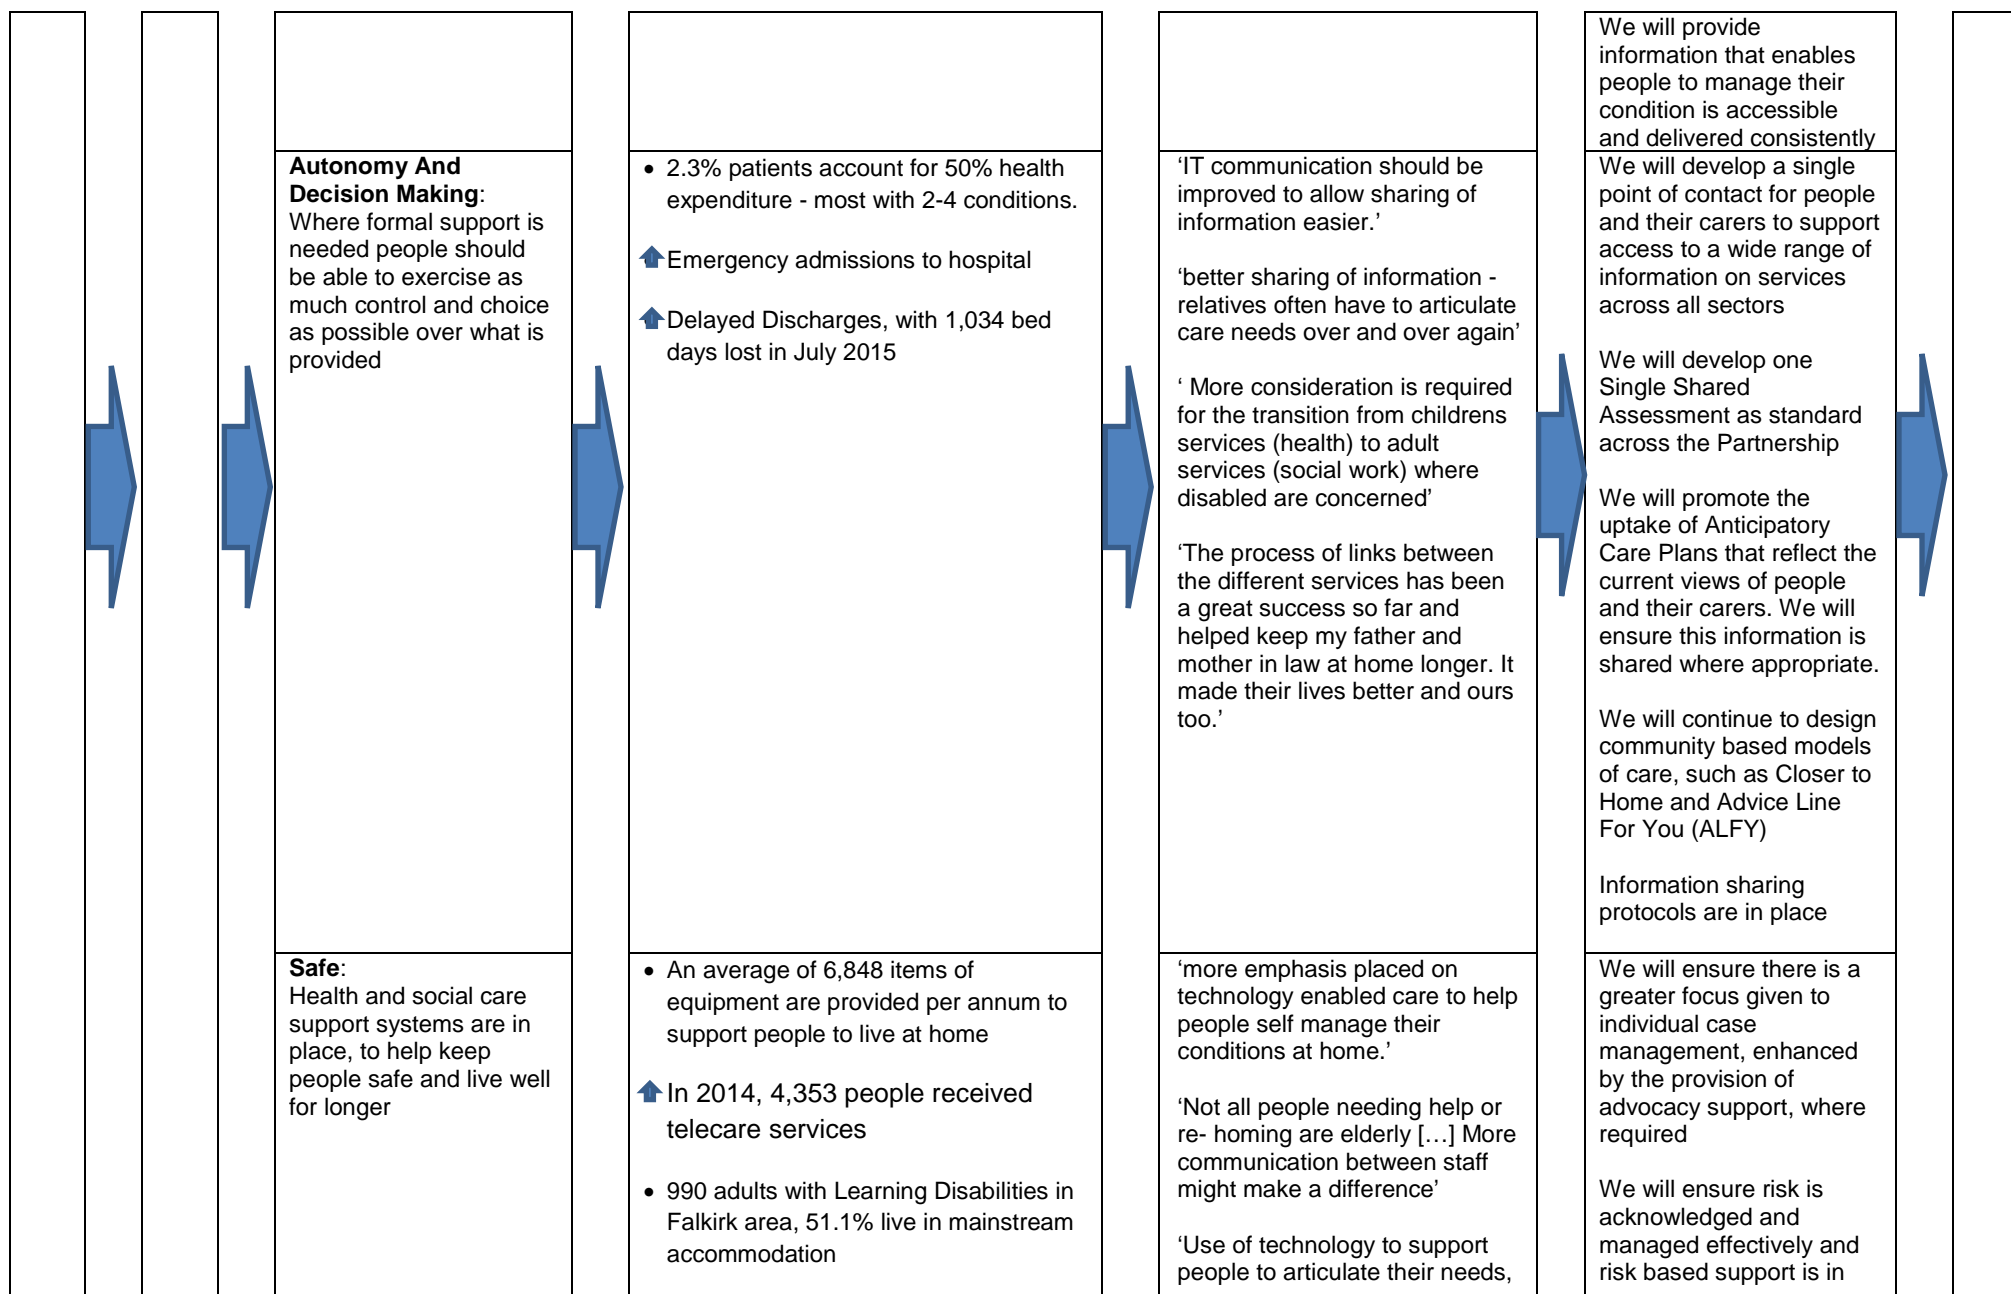 We will provide
information that enables
people to manage their
condition is accessible
and delivered consistently
Autonomy And
Decision Making:
Where formal support is
needed people should
be able to exercise as
much control and choice
as possible over what is
provided
• 2.3% patients account for 50% health
expenditure - most with 2-4 conditions.
Emergency admissions to hospital
Delayed Discharges, with 1,034 bed
days lost in July 2015
‘IT communication should be
improved to allow sharing of
information easier.’
‘better sharing of information -
relatives often have to articulate
care needs over and over again’
‘ More consideration is required
for the transition from childrens
services (health) to adult
services (social work) where
disabled are concerned’
‘The process of links between
the different services has been
a great success so far and
helped keep my father and
mother in law at home longer. It
made their lives better and ours
too.’
We will develop a single
point of contact for people
and their carers to support
access to a wide range of
information on services
across all sectors
We will develop one
Single Shared
Assessment as standard
across the Partnership
We will promote the
uptake of Anticipatory
Care Plans that reflect the
current views of people
and their carers. We will
ensure this information is
shared where appropriate.
We will continue to design
community based models
of care, such as Closer to
Home and Advice Line
For You (ALFY)
Information sharing
protocols are in place
Safe:
Health and social care
support systems are in
place, to help keep
people safe and live well
for longer
• An average of 6,848 items of
equipment are provided per annum to
support people to live at home
In 2014, 4,353 people received
telecare services
• 990 adults with Learning Disabilities in
Falkirk area, 51.1% live in mainstream
accommodation
‘more emphasis placed on
technology enabled care to help
people self manage their
conditions at home.’
‘Not all people needing help or
re- homing are elderly […] More
communication between staff
might make a difference’
‘Use of technology to support
people to articulate their needs,
We will ensure there is a
greater focus given to
individual case
management, enhanced
by the provision of
advocacy support, where
required
We will ensure risk is
acknowledged and
managed effectively and
risk based support is in